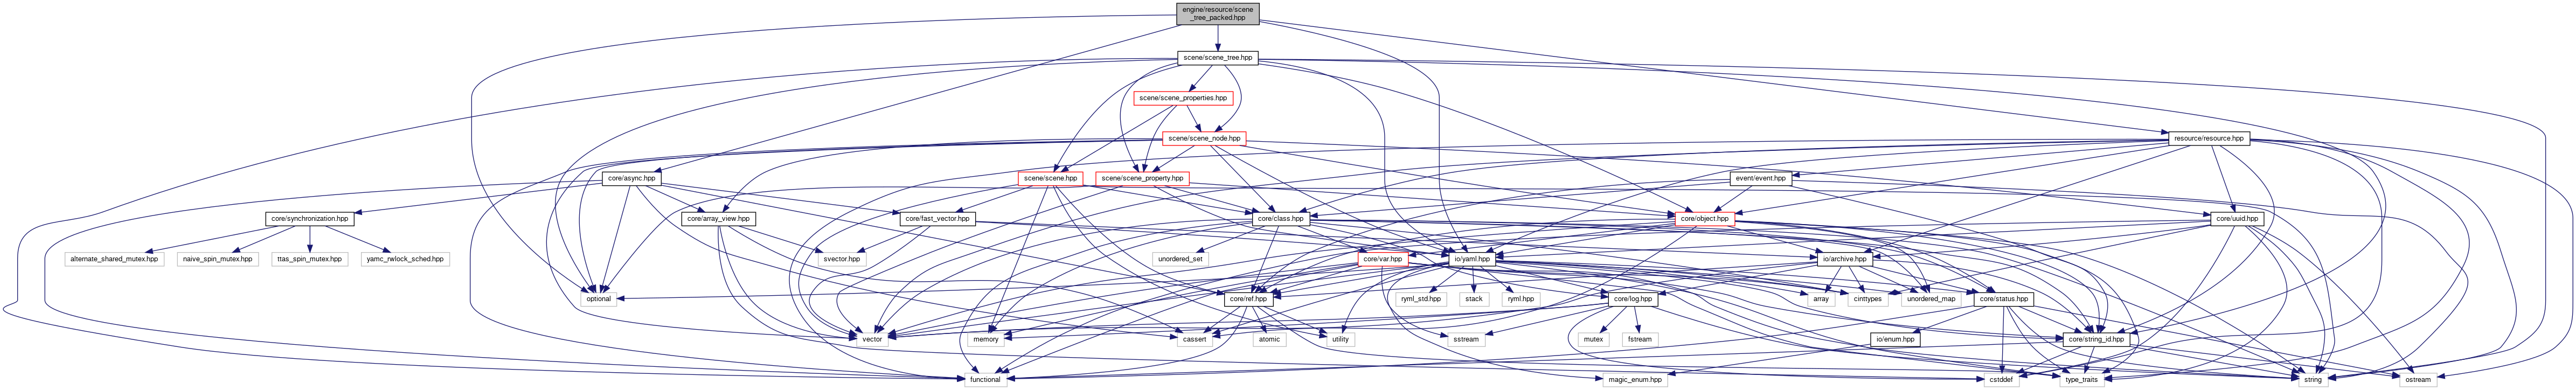 engine/resource/scene
_tree_packed.hpp
scene/scene_tree.hpp
scene/scene_properties.hpp
scene/scene_node.hpp
resource/resource.hpp
core/async.hpp
scene/scene.hpp
scene/scene_property.hpp
event/event.hpp
core/synchronization.hpp
core/array_view.hpp
core/fast_vector.hpp
core/class.hpp
core/object.hpp
core/uuid.hpp
alternate_shared_mutex.hpp
naive_spin_mutex.hpp
ttas_spin_mutex.hpp
yamc_rwlock_sched.hpp
svector.hpp
unordered_set
core/var.hpp
io/yaml.hpp
io/archive.hpp
optional
core/ref.hpp
ryml_std.hpp
stack
ryml.hpp
core/log.hpp
array
cinttypes
unordered_map
core/status.hpp
vector
memory
cassert
atomic
utility
sstream
mutex
fstream
io/enum.hpp
core/string_id.hpp
functional
magic_enum.hpp
cstddef
type_traits
string
ostream